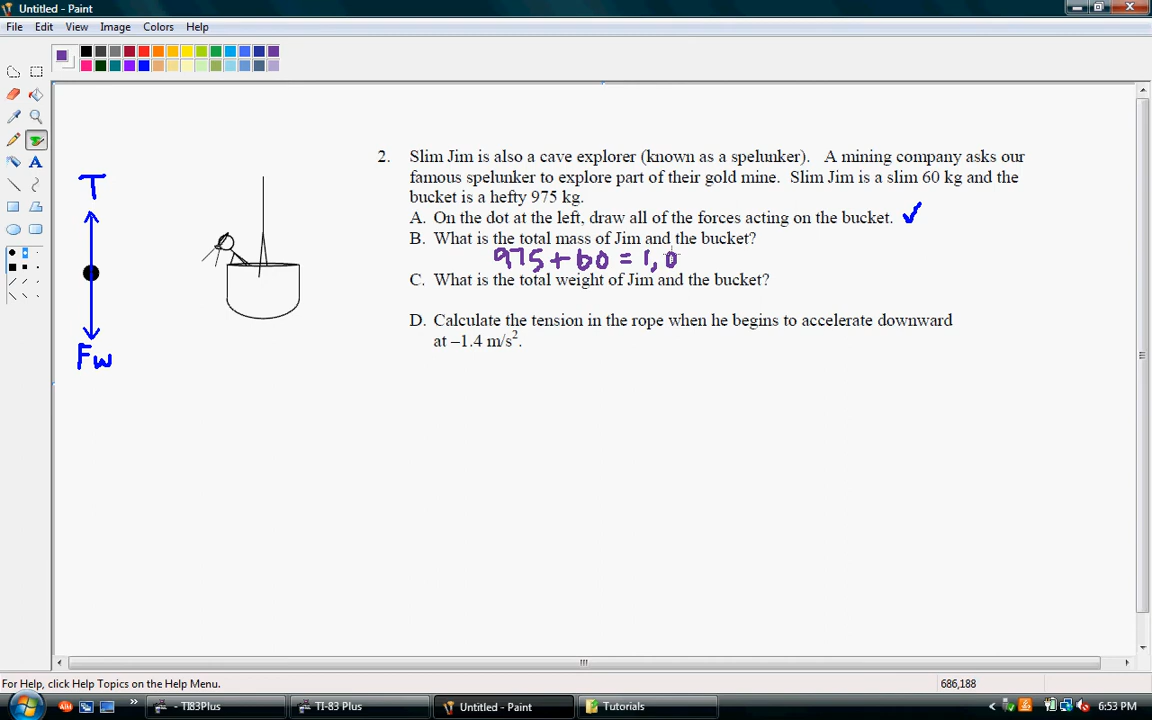 Untitled - Paint
File Edit View Image Colors Help
2. Slim Jim is also a cave explorer (known as a spelunker). A mining company asks our
famous spelunker to explore part of their gold mine. Slim Jim is a slim 60 kg and the
bucket is a hefty 975 kg.
A. On the dot at the left, draw all of the forces acting on the bucket. ✓
B. What is the total mass of Jim and the bucket?
975 + 60 = 1,0
C. What is the total weight of Jim and the bucket?
D. Calculate the tension in the rope when he begins to accelerate downward
at –1.4 m/s².
T
Fw
For Help, click Help Topics on the Help Menu.
686,188
- TI83Plus
TI-83 Plus
Untitled - Paint
Tutorials
6:53 PM